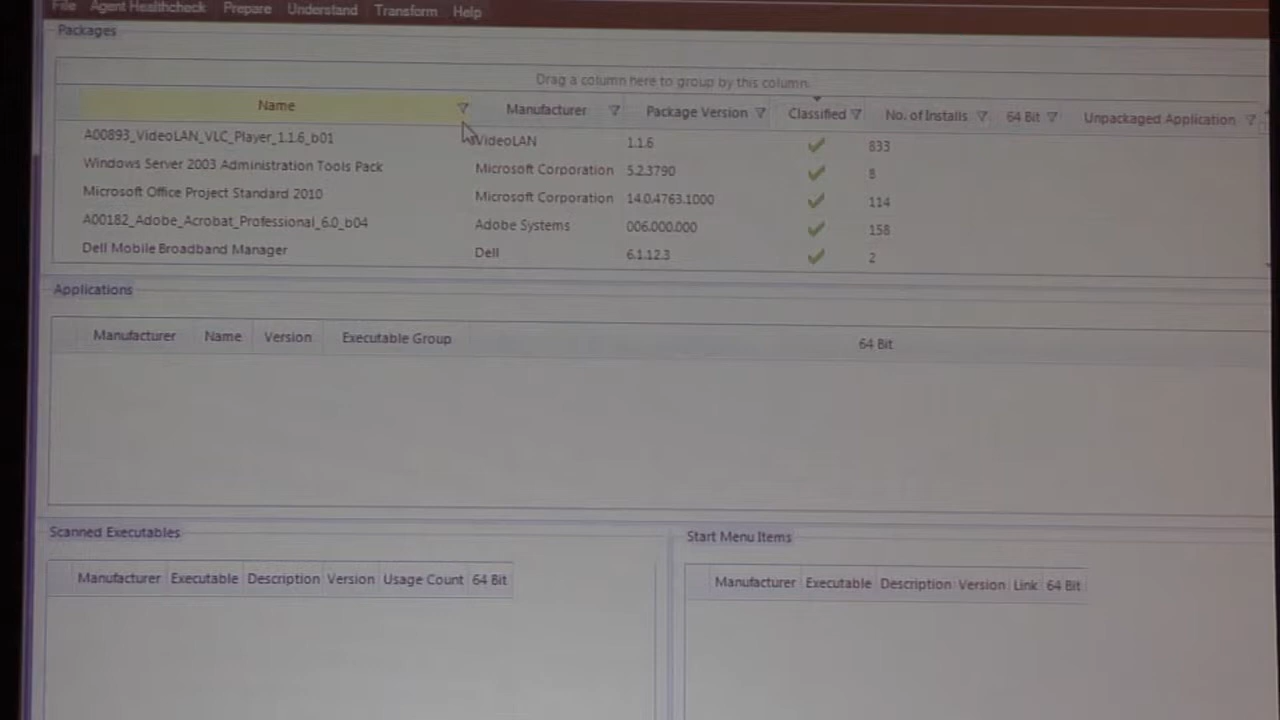 File Agent Healthcheck Prepare Understand Transform Help
Packages
Drag a column here to group by this column.
Name Manufacturer Package Version Classified No. of Installs 64 Bit Unpackaged Application
A00893_VideoLAN_VLC_Player_1.1.6_b01 VideoLAN 1.1.6 833
Windows Server 2003 Administration Tools Pack Microsoft Corporation 5.2.3790 8
Microsoft Office Project Standard 2010 Microsoft Corporation 14.0.4763.1000 114
A00182_Adobe_Acrobat_Professional_6.0_b04 Adobe Systems 006.000.000 158
Dell Mobile Broadband Manager Dell 6.1.12.3 2
Applications
Manufacturer Name Version Executable Group 64 Bit
Scanned Executables
Manufacturer Executable Description Version Usage Count 64 Bit
Start Menu Items
Manufacturer Executable Description Version Link 64 Bit